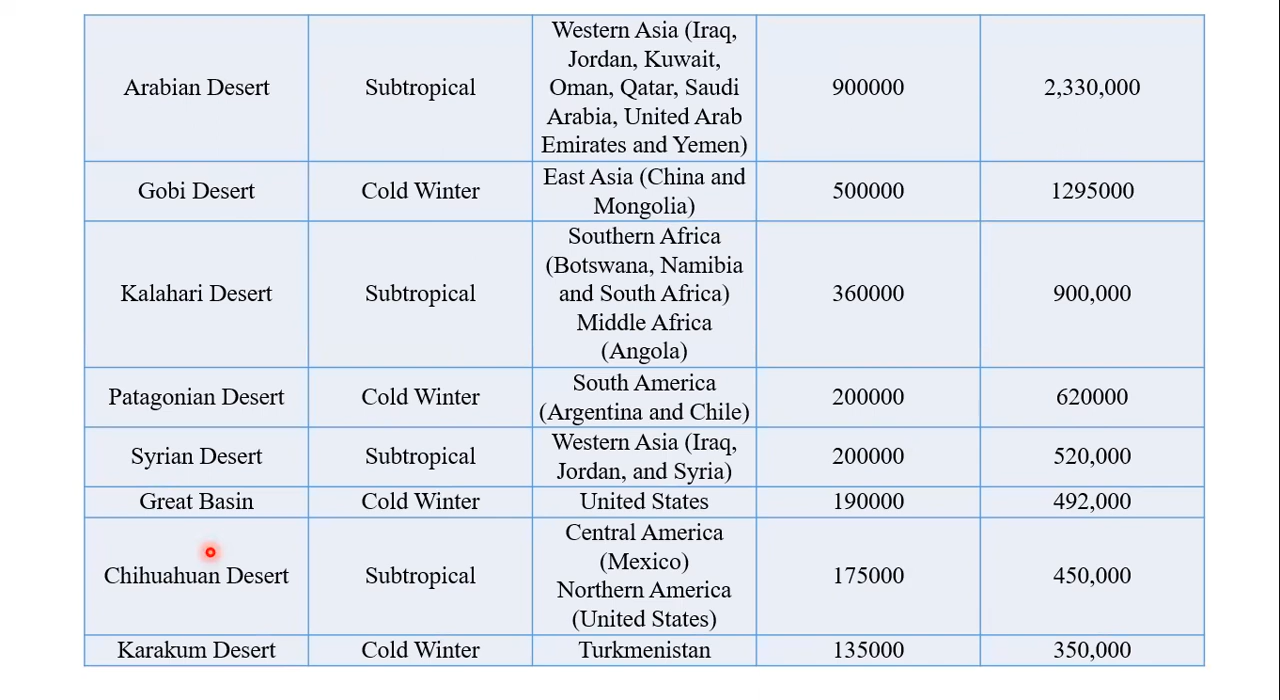 Arabian Desert
Subtropical
Western Asia (Iraq,
Jordan, Kuwait,
Oman, Qatar, Saudi
Arabia, United Arab
Emirates and Yemen)
900000
2,330,000
Gobi Desert
Cold Winter
East Asia (China and
Mongolia)
500000
1295000
Kalahari Desert
Subtropical
Southern Africa
(Botswana, Namibia
and South Africa)
Middle Africa
(Angola)
360000
900,000
Patagonian Desert
Cold Winter
South America
(Argentina and Chile)
200000
620000
Syrian Desert
Subtropical
Western Asia (Iraq,
Jordan, and Syria)
200000
520,000
Great Basin
Cold Winter
United States
190000
492,000
Chihuahuan Desert
Subtropical
Central America
(Mexico)
Northern America
(United States)
175000
450,000
Karakum Desert
Cold Winter
Turkmenistan
135000
350,000